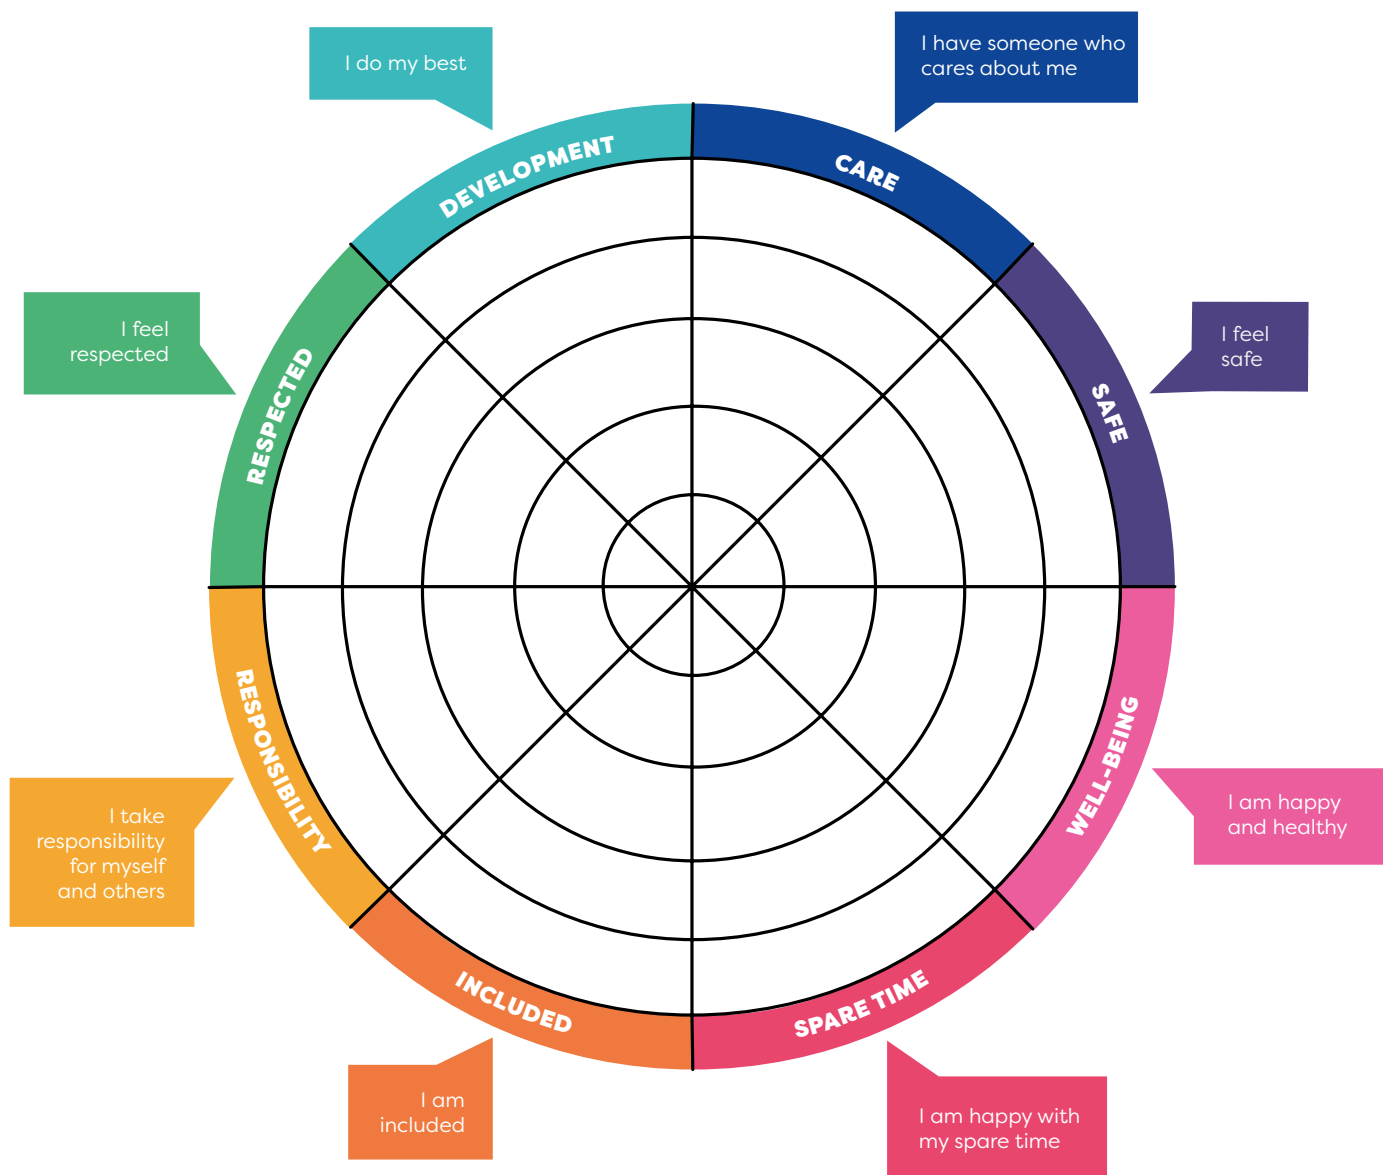 I do my best
I have someone who
cares about me
DEVELOPMENT
CARE
I feel
respected
I feel
safe
RESPECTED
SAFE
RESPONSIBILITY
WELL-BEING
I take
responsibility
for myself
and others
I am happy
and healthy
INCLUDED
SPARE TIME
I am
included
I am happy with
my spare time